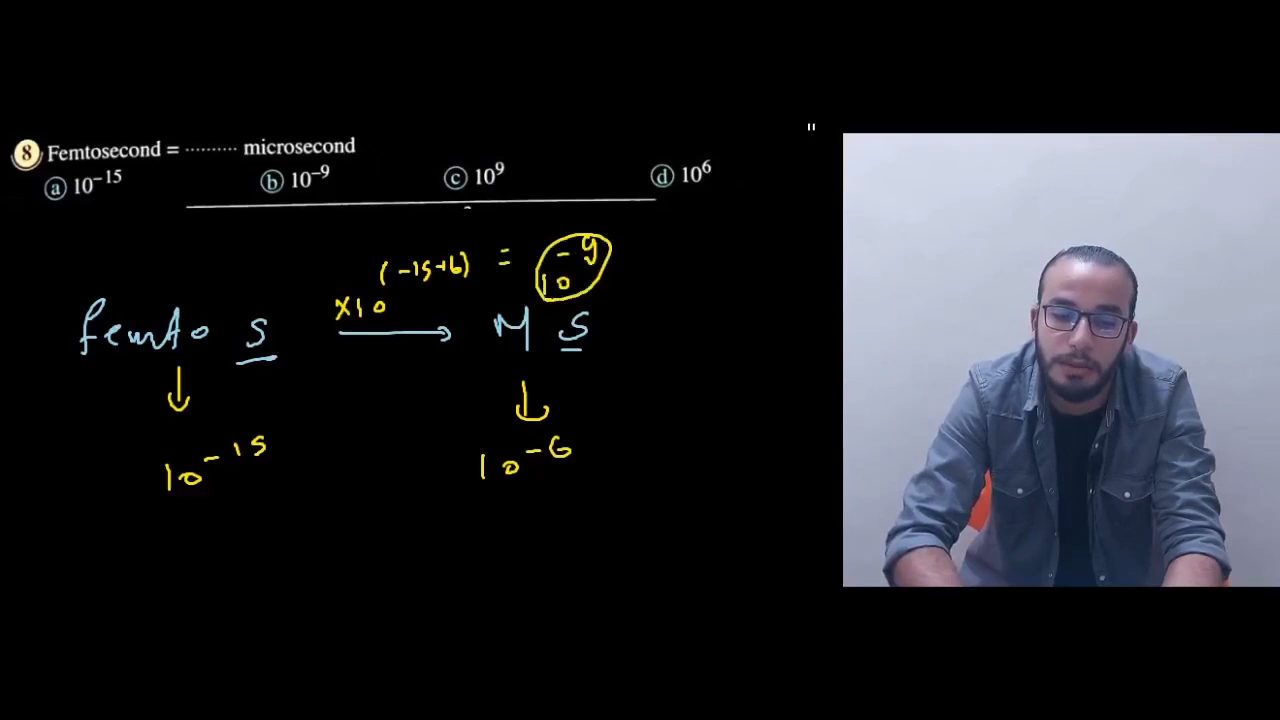 8 Femtosecond = .......... microsecond
a 10⁻¹⁵ b 10⁻⁹ c 10⁹ d 10⁶
"
×10⁽⁻¹⁵⁺⁶⁾ = 10⁻⁹
femto s → M S
10⁻¹⁵ 10⁻⁶